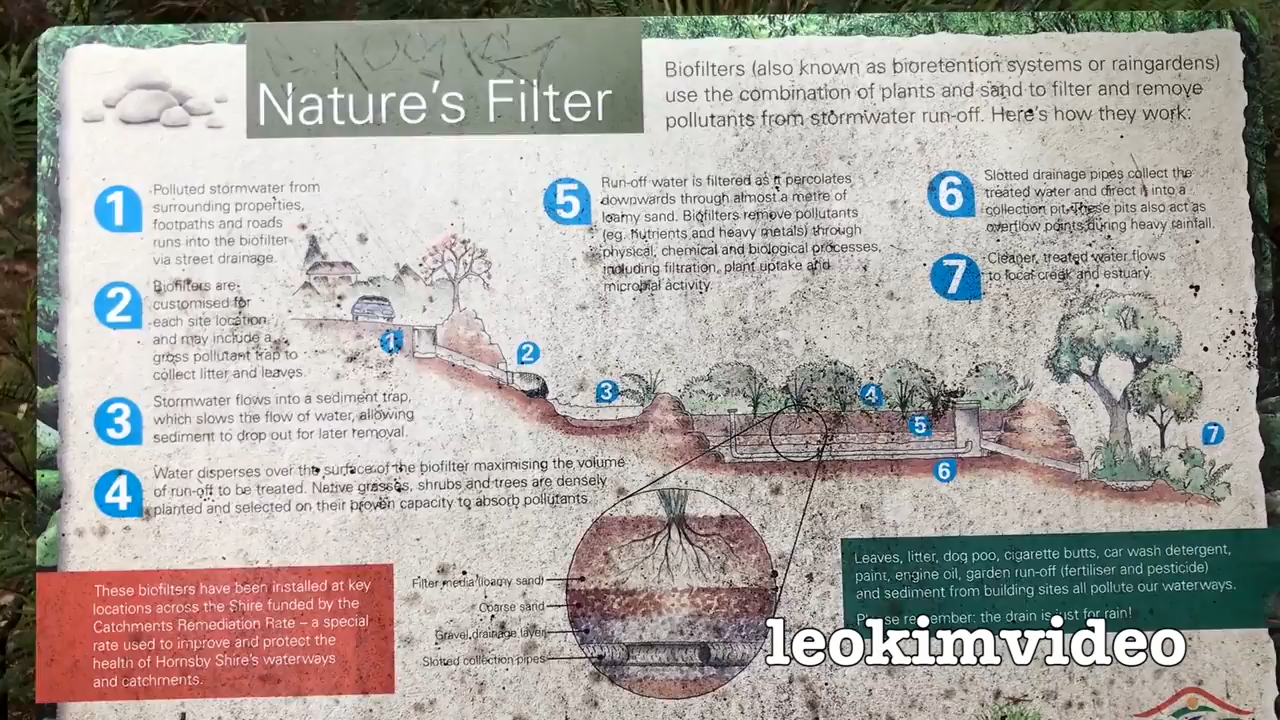 Nature's Filter
Biofilters (also known as bioretention systems or raingardens)
use the combination of plants and sand to filter and remove
pollutants from stormwater run-off. Here's how they work:
1
Polluted stormwater from
surrounding properties,
footpaths and roads
runs into the biofilter
via street drainage.
2
Biofilters are
customised for
each site location
and may include a
gross pollutant trap to
collect litter and leaves.
3
Stormwater flows into a sediment trap,
which slows the flow of water, allowing
sediment to drop out for later removal.
4
Water disperses over the surface of the biofilter maximising the volume
of run-off to be treated. Native grasses, shrubs and trees are densely
planted and selected on their proven capacity to absorb pollutants
5
Run-off water is filtered as it percolates
downwards through almost a metre of
loamy sand. Biofilters remove pollutants
(eg. nutrients and heavy metals) through
physical, chemical and biological processes,
including filtration, plant uptake and
microbial activity.
6
Slotted drainage pipes collect the
treated water and direct it into a
collection pit. These pits also act as
overflow points during heavy rainfall.
7
Cleaner, treated water flows
to local creek and estuary.
1
2
3
4
5
6
7
Filter media (loamy sand)
Coarse sand
Gravel drainage layer
Slotted collection pipes
These biofilters have been installed at key
locations across the Shire funded by the
Catchments Remediation Rate – a special
rate used to improve and protect the
health of Hornsby Shire's waterways
and catchments.
Leaves, litter, dog poo, cigarette butts, car wash detergent,
paint, engine oil, garden run-off (fertiliser and pesticide)
and sediment from building sites all pollute our waterways.
Please remember: the drain is just for rain!
leokimvideo